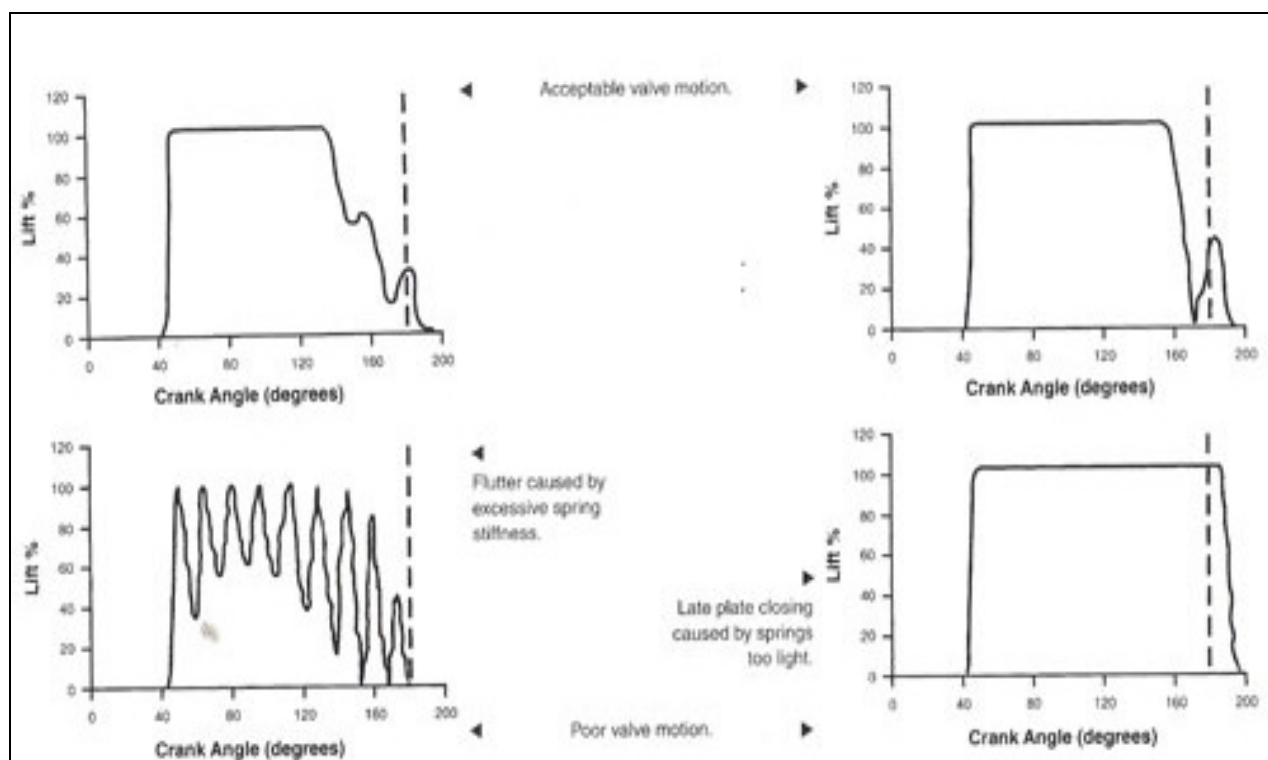 Acceptable valve motion.
120
100
80
60
40
20
0
Lift %
0 40 80 120 160 200
Crank Angle (degrees)
120
100
80
60
40
20
0
Lift %
0 40 80 120 160 200
Crank Angle (degrees)
120
100
80
60
40
20
0
Lift %
0 40 80 120 160 200
Crank Angle (degrees)
Flutter caused by
excessive spring
stiffness.
Late plate closing
caused by springs
too light.
120
100
80
60
40
20
0
Lift %
0 40 80 120 160 200
Crank Angle (degrees)
Poor valve motion.